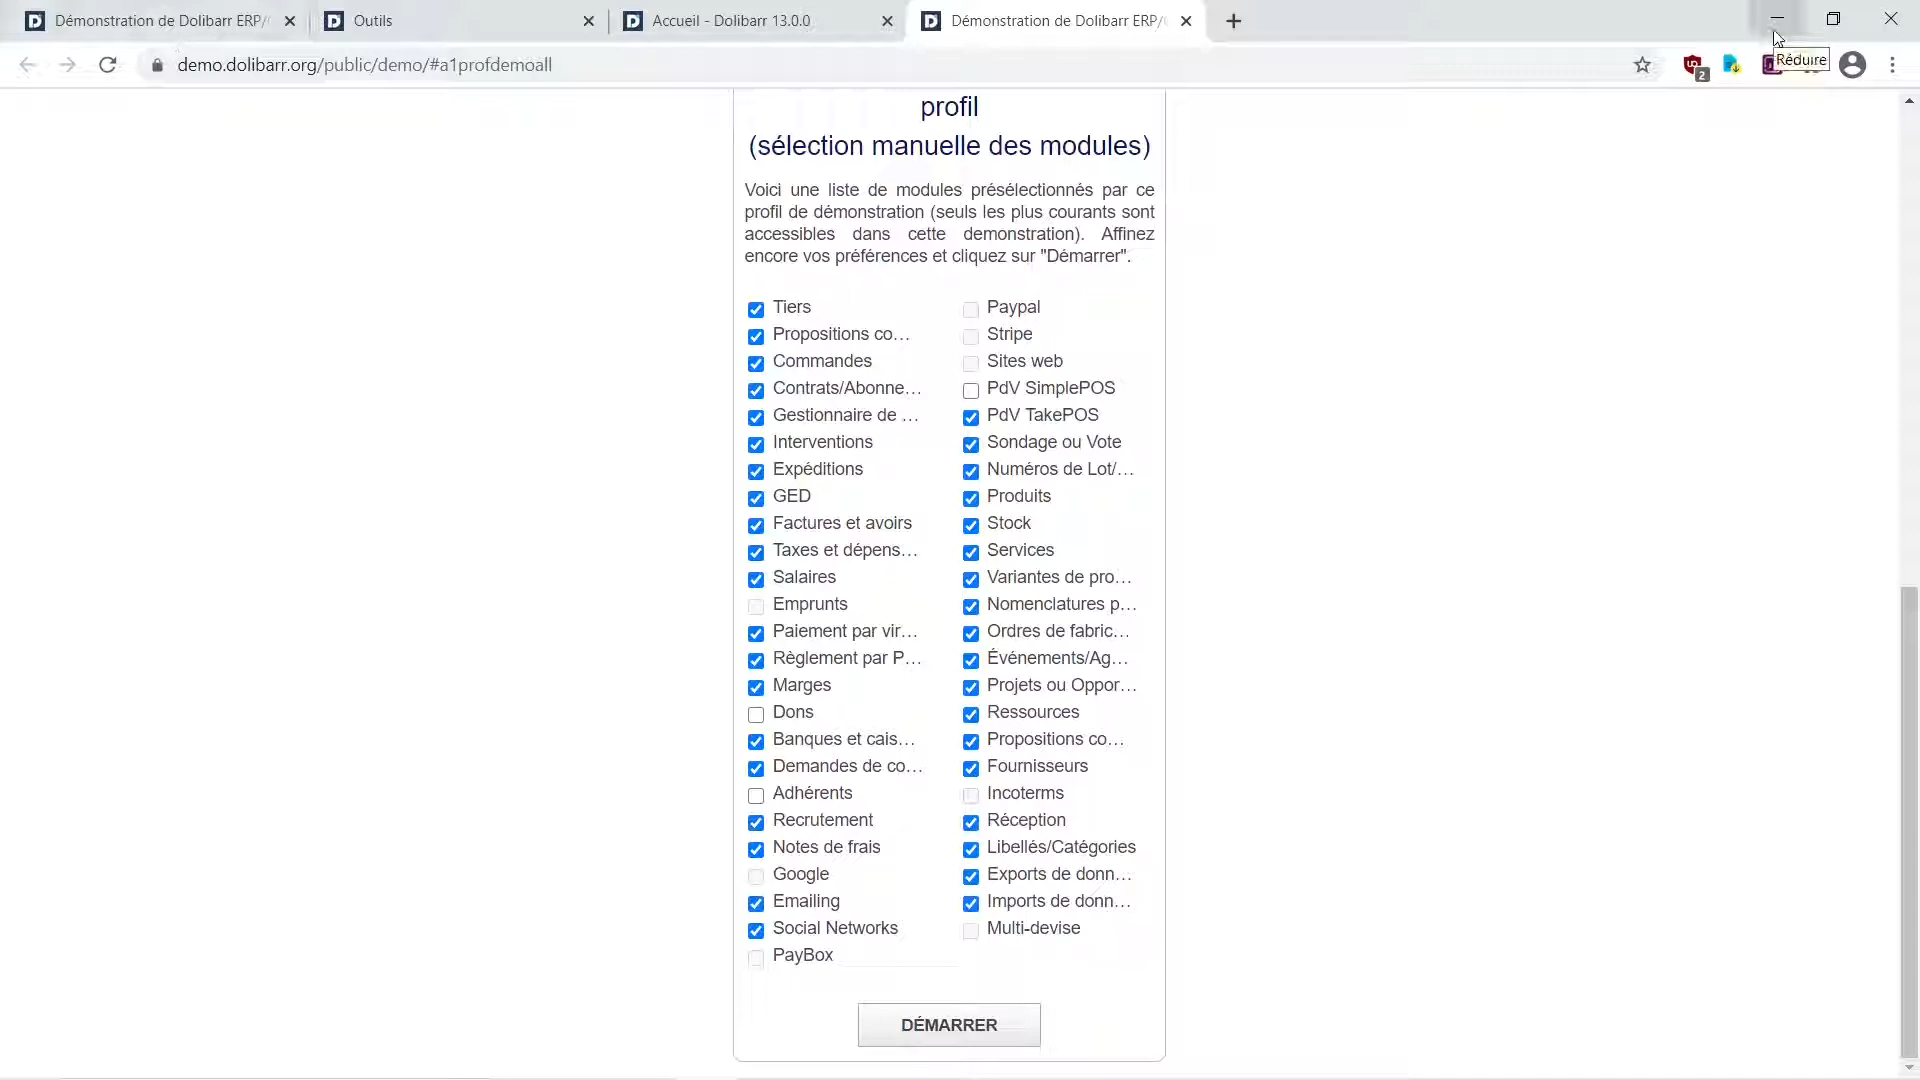 Démonstration de Dolibarr ERP/
Outils
Accueil - Dolibarr 13.0.0
Démonstration de Dolibarr ERP/
demo.dolibarr.org/public/demo/#a1profdemoall
2
Réduire
profil
(sélection manuelle des modules)
Voici une liste de modules présélectionnés par ce
profil de démonstration (seuls les plus courants sont
accessibles dans cette demonstration). Affinez
encore vos préférences et cliquez sur "Démarrer".
Tiers
Propositions co...
Commandes
Contrats/Abonne...
Gestionnaire de ...
Interventions
Expéditions
GED
Factures et avoirs
Taxes et dépens...
Salaires
Emprunts
Paiement par vir...
Règlement par P...
Marges
Dons
Banques et cais...
Demandes de co...
Adhérents
Recrutement
Notes de frais
Google
Emailing
Social Networks
PayBox
Paypal
Stripe
Sites web
PdV SimplePOS
PdV TakePOS
Sondage ou Vote
Numéros de Lot/...
Produits
Stock
Services
Variantes de pro...
Nomenclatures p...
Ordres de fabric...
Événements/Ag...
Projets ou Oppor...
Ressources
Propositions co...
Fournisseurs
Incoterms
Réception
Libellés/Catégories
Exports de donn...
Imports de donn...
Multi-devise
DÉMARRER